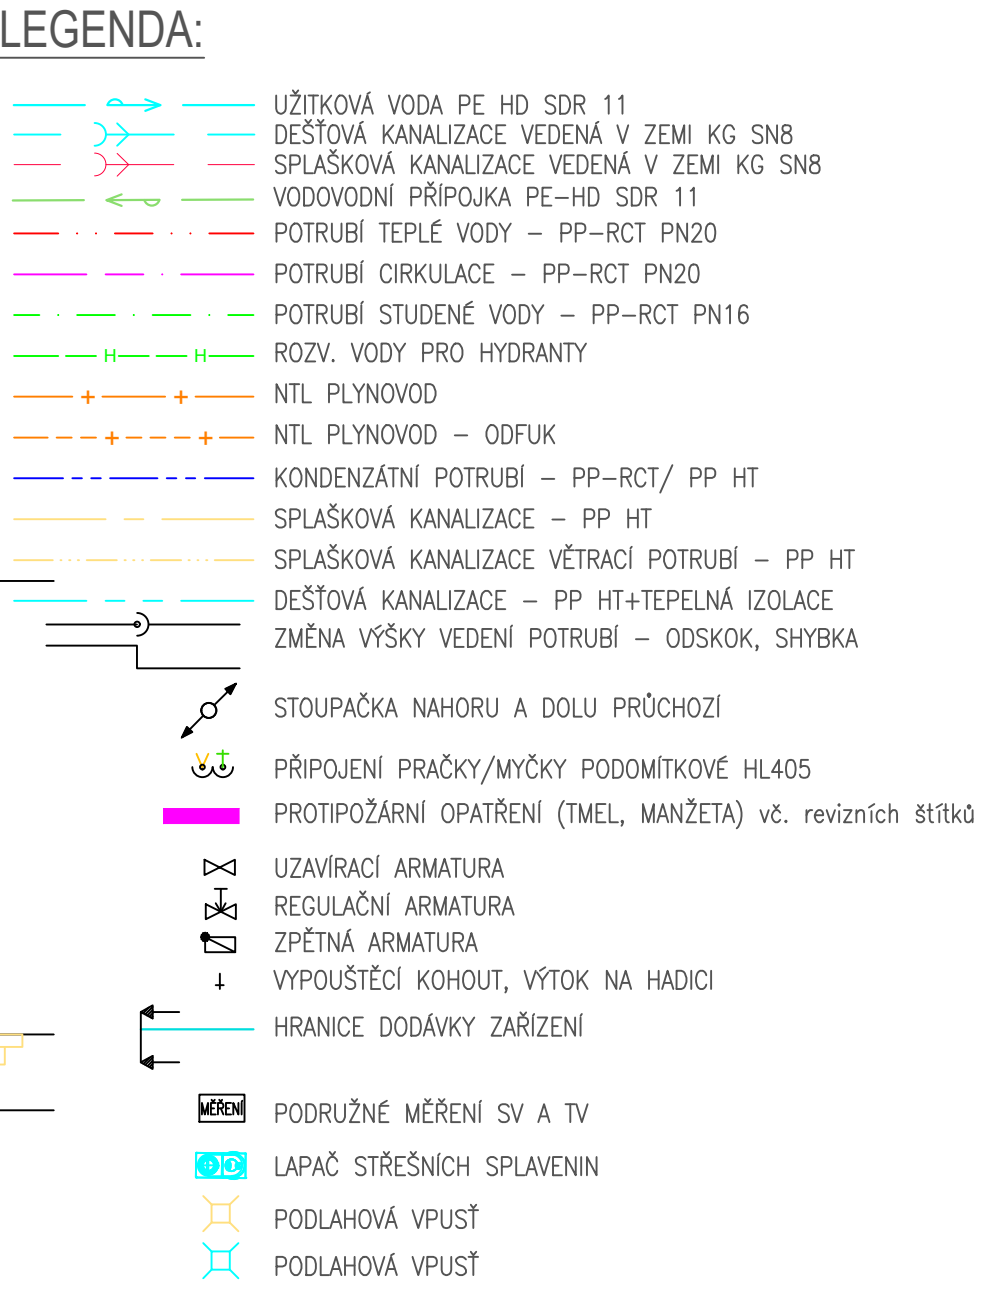 LEGENDA:
UŽITKOVÁ VODA PE HD SDR 11
DEŠŤOVÁ KANALIZACE VEDENÁ V ZEMI KG SN8
SPLAŠKOVÁ KANALIZACE VEDENÁ V ZEMI KG SN8
VODOVODNÍ PŘÍPOJKA PE-HD SDR 11
POTRUBÍ TEPLÉ VODY - PP-RCT PN20
POTRUBÍ CIRKULACE - PP-RCT PN20
POTRUBÍ STUDENÉ VODY - PP-RCT PN16
H H ROZV. VODY PRO HYDRANTY
NTL PLYNOVOD
NTL PLYNOVOD - ODFUK
KONDENZÁTNÍ POTRUBÍ - PP-RCT/ PP HT
SPLAŠKOVÁ KANALIZACE - PP HT
SPLAŠKOVÁ KANALIZACE VĚTRACÍ POTRUBÍ - PP HT
DEŠŤOVÁ KANALIZACE - PP HT+TEPELNÁ IZOLACE
ZMĚNA VÝŠKY VEDENÍ POTRUBÍ - ODSKOK, SHYBKA
STOUPAČKA NAHORU A DOLU PRŮCHOZÍ
PŘIPOJENÍ PRAČKY/MYČKY PODOMÍTKOVÉ HL405
PROTIPOŽÁRNÍ OPATŘENÍ (TMEL, MANŽETA) vč. revizních štítků
UZAVÍRACÍ ARMATURA
REGULAČNÍ ARMATURA
ZPĚTNÁ ARMATURA
VYPOUŠTĚCÍ KOHOUT, VÝTOK NA HADICI
HRANICE DODÁVKY ZAŘÍZENÍ
MĚŘENÍ PODRUŽNÉ MĚŘENÍ SV A TV
LAPAČ STŘEŠNÍCH SPLAVENIN
PODLAHOVÁ VPUSŤ
PODLAHOVÁ VPUSŤ